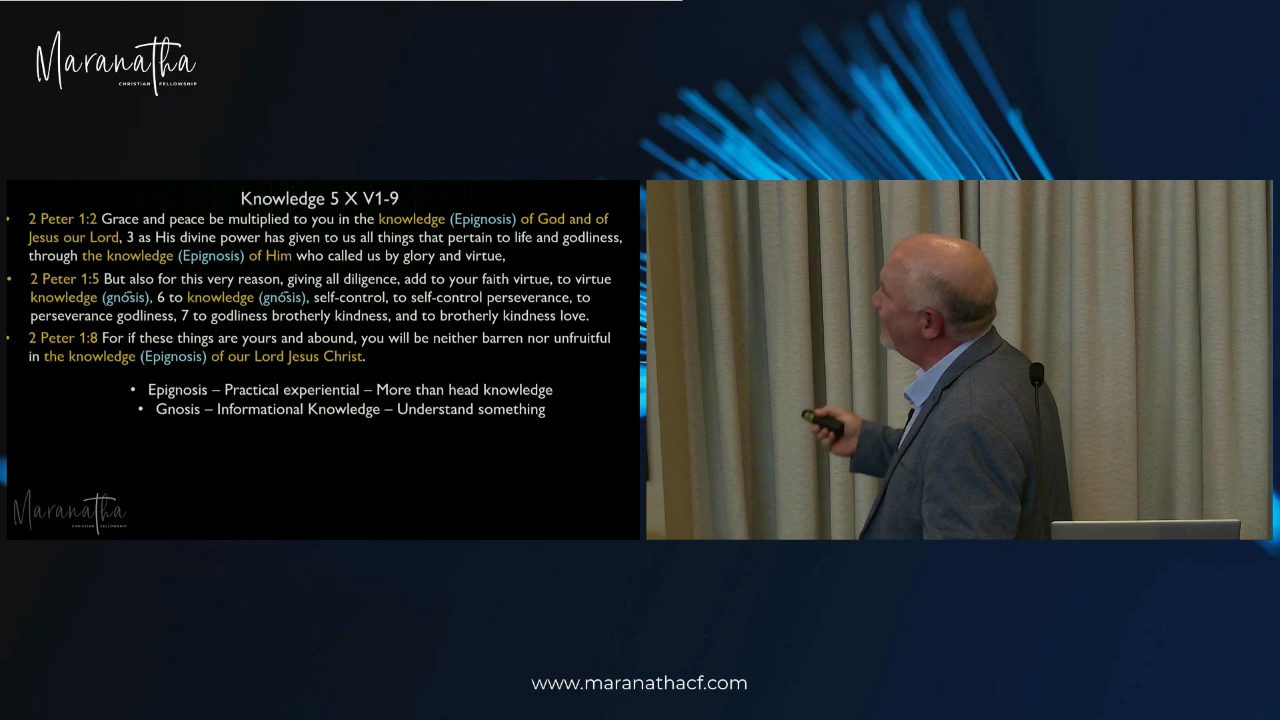 Maranatha
CHRISTIAN FELLOWSHIP
Knowledge 5 X V1-9
• 2 Peter 1:2 Grace and peace be multiplied to you in the knowledge (Epignosis) of God and of
Jesus our Lord, 3 as His divine power has given to us all things that pertain to life and godliness,
through the knowledge (Epignosis) of Him who called us by glory and virtue,
• 2 Peter 1:5 But also for this very reason, giving all diligence, add to your faith virtue, to virtue
knowledge (gnōsis), 6 to knowledge (gnōsis), self-control, to self-control perseverance, to
perseverance godliness, 7 to godliness brotherly kindness, and to brotherly kindness love.
• 2 Peter 1:8 For if these things are yours and abound, you will be neither barren nor unfruitful
in the knowledge (Epignosis) of our Lord Jesus Christ.
• Epignosis – Practical experiential – More than head knowledge
• Gnosis – Informational Knowledge – Understand something
Maranatha
CHRISTIAN FELLOWSHIP
www.maranathacf.com